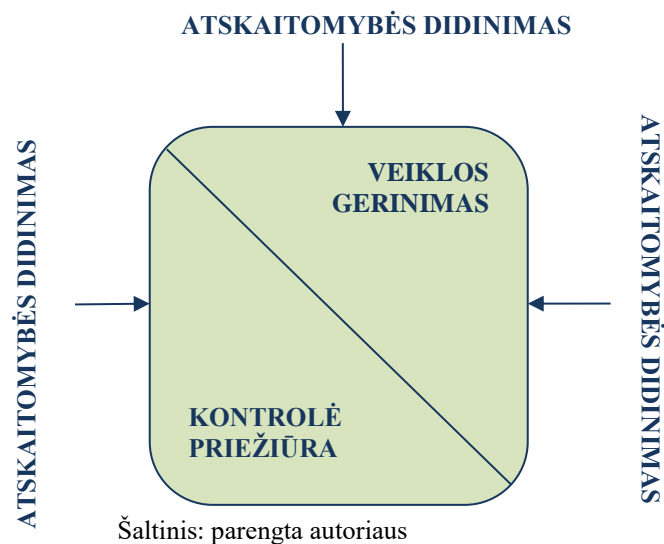 ATSKAITOMYBĖS DIDINIMAS
ATSKAITOMYBĖS DIDINIMAS
VEIKLOS
GERINIMAS
KONTROLĖ
PRIEŽIŪRA
ATSKAITOMYBĖS DIDINIMAS
Šaltinis: parengta autoriaus